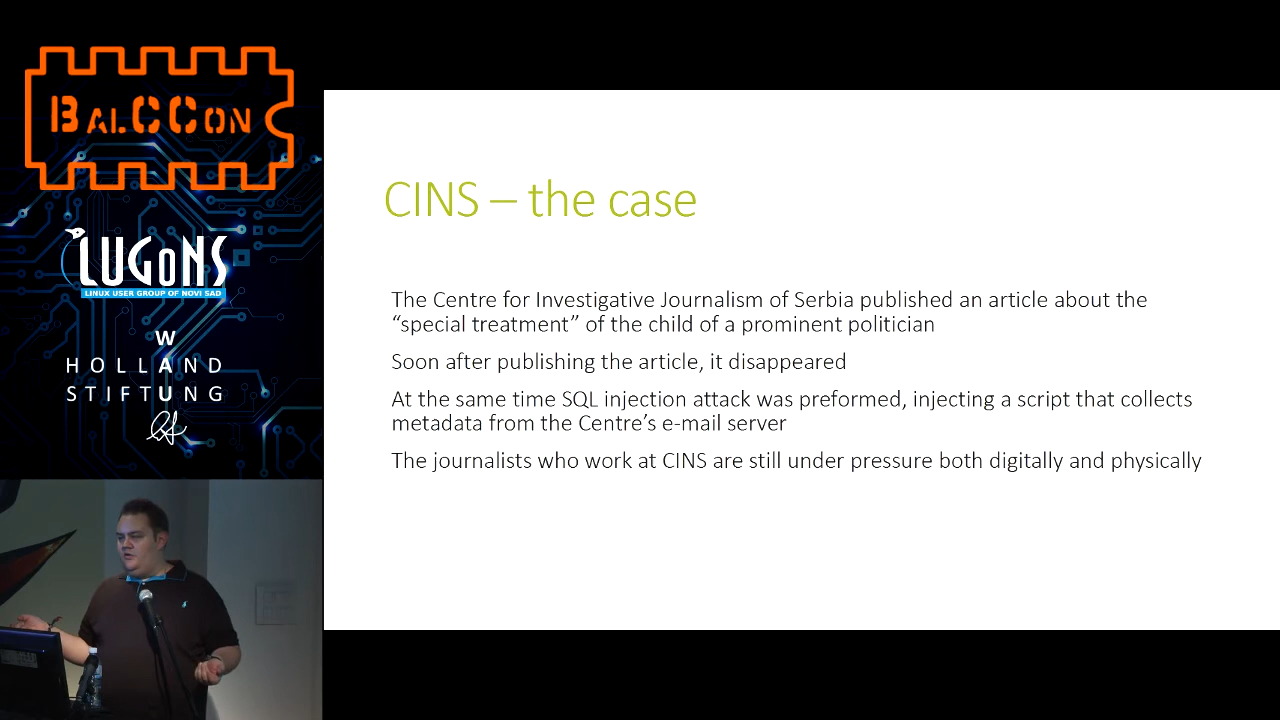 BALCCON
LUGoNS
LINUX USER GROUP OF NOVI SAD
W
HOLLAND
STIFTUNG
U
CINS – the case
The Centre for Investigative Journalism of Serbia published an article about the
“special treatment” of the child of a prominent politician
Soon after publishing the article, it disappeared
At the same time SQL injection attack was preformed, injecting a script that collects
metadata from the Centre’s e-mail server
The journalists who work at CINS are still under pressure both digitally and physically